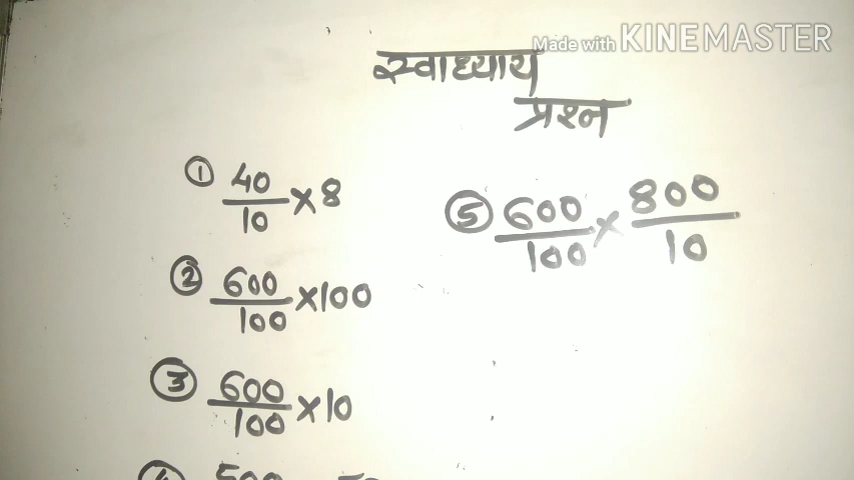 Made with KINEMASTER
स्वाध्याय
प्रश्न
① 40/10 × 8
② 600/100 × 100
③ 600/100 × 10
⑤ 600/100 × 800/10